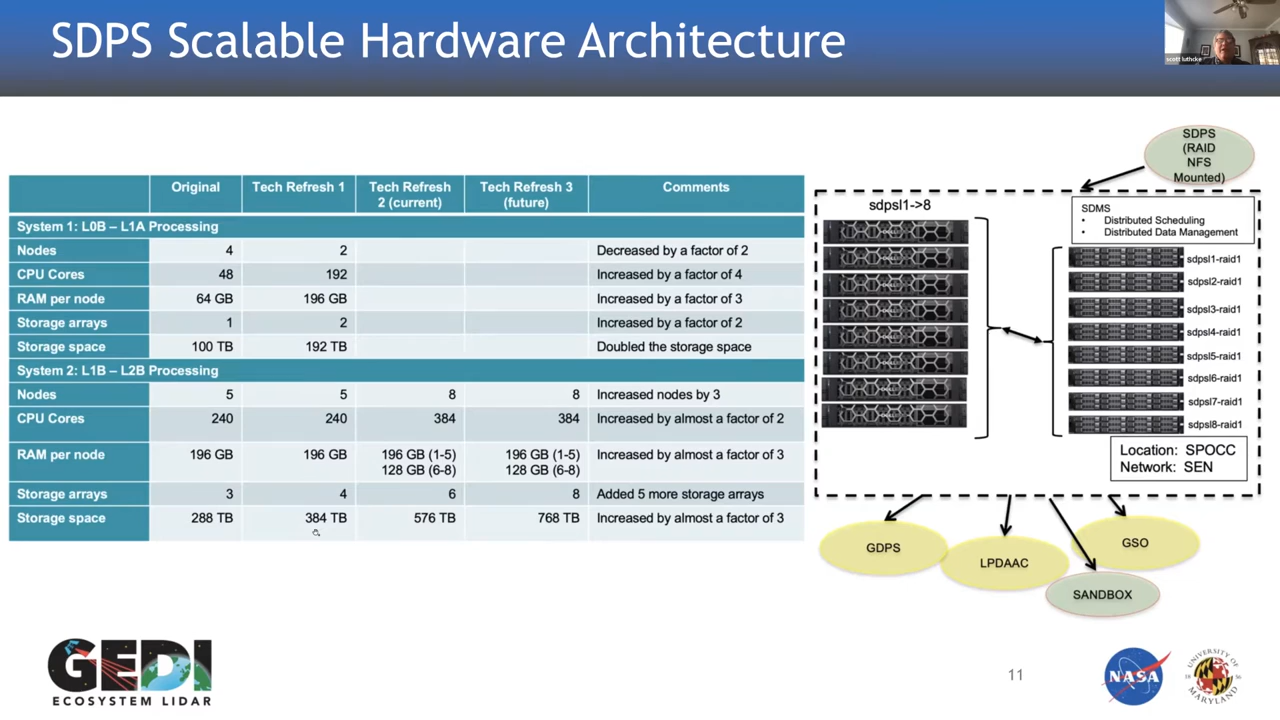 SDPS Scalable Hardware Architecture
scott luthcke
Original Tech Refresh 1 Tech Refresh 2 (current) Tech Refresh 3 (future) Comments
System 1: L0B – L1A Processing
Nodes 4 2 Decreased by a factor of 2
CPU Cores 48 192 Increased by a factor of 4
RAM per node 64 GB 196 GB Increased by a factor of 3
Storage arrays 1 2 Increased by a factor of 2
Storage space 100 TB 192 TB Doubled the storage space
System 2: L1B – L2B Processing
Nodes 5 5 8 8 Increased nodes by 3
CPU Cores 240 240 384 384 Increased by almost a factor of 2
RAM per node 196 GB 196 GB 196 GB (1-5) 128 GB (6-8) 196 GB (1-5) 128 GB (6-8) Increased by almost a factor of 3
Storage arrays 3 4 6 8 Added 5 more storage arrays
Storage space 288 TB 384 TB 576 TB 768 TB Increased by almost a factor of 3
SDPS
(RAID
NFS
Mounted)
sdpsl1->8
SDMS
• Distributed Scheduling
• Distributed Data Management
sdpsl1-raid1
sdpsl2-raid1
sdpsl3-raid1
sdpsl4-raid1
sdpsl5-raid1
sdpsl6-raid1
sdpsl7-raid1
sdpsl8-raid1
Location: SPOCC
Network: SEN
GDPS
LPDAAC
GSO
SANDBOX
GEDI
ECOSYSTEM LIDAR
11
NASA
UNIVERSITY OF
18 56
MARYLAND